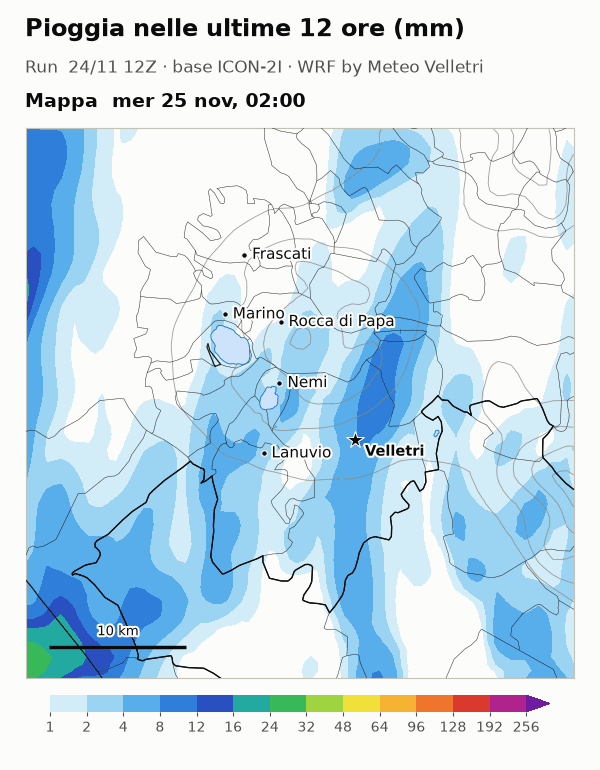 Pioggia nelle ultime 12 ore (mm)
Run  24/11 12Z · base ICON-2I · WRF by Meteo Velletri
Mappa  mer 25 nov, 02:00
Frascati
Marino
Rocca di Papa
Nemi
Velletri
Lanuvio
10 km
1 2 4 8 12 16 24 32 48 64 96 128 192 256